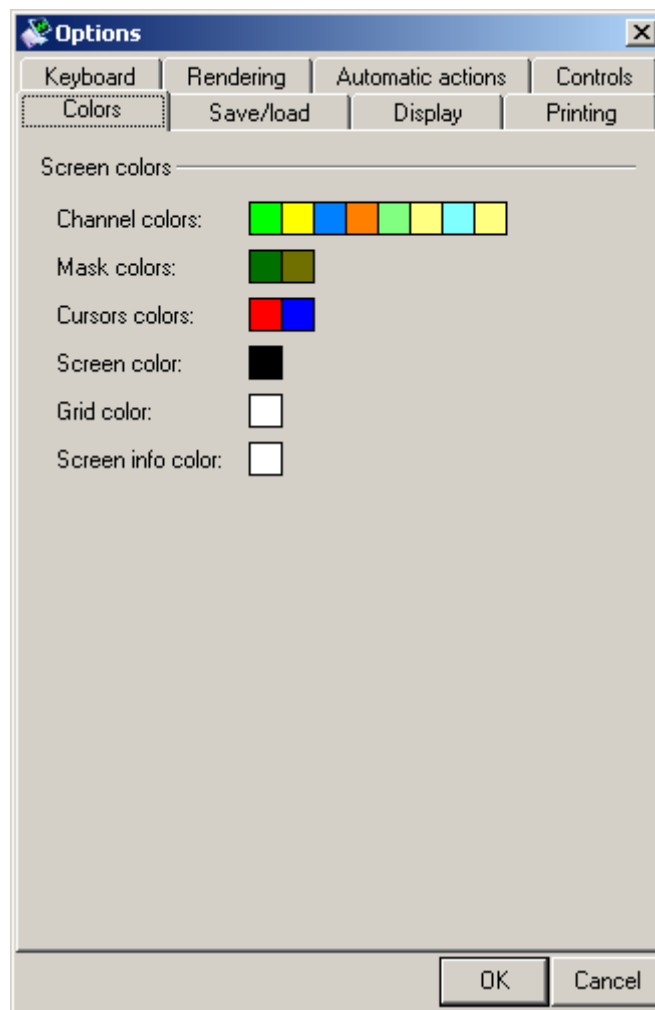 Options
Keyboard Rendering Automatic actions Controls
Colors Save/load Display Printing
Screen colors
Channel colors:
Mask colors:
Cursors colors:
Screen color:
Grid color:
Screen info color:
OK Cancel